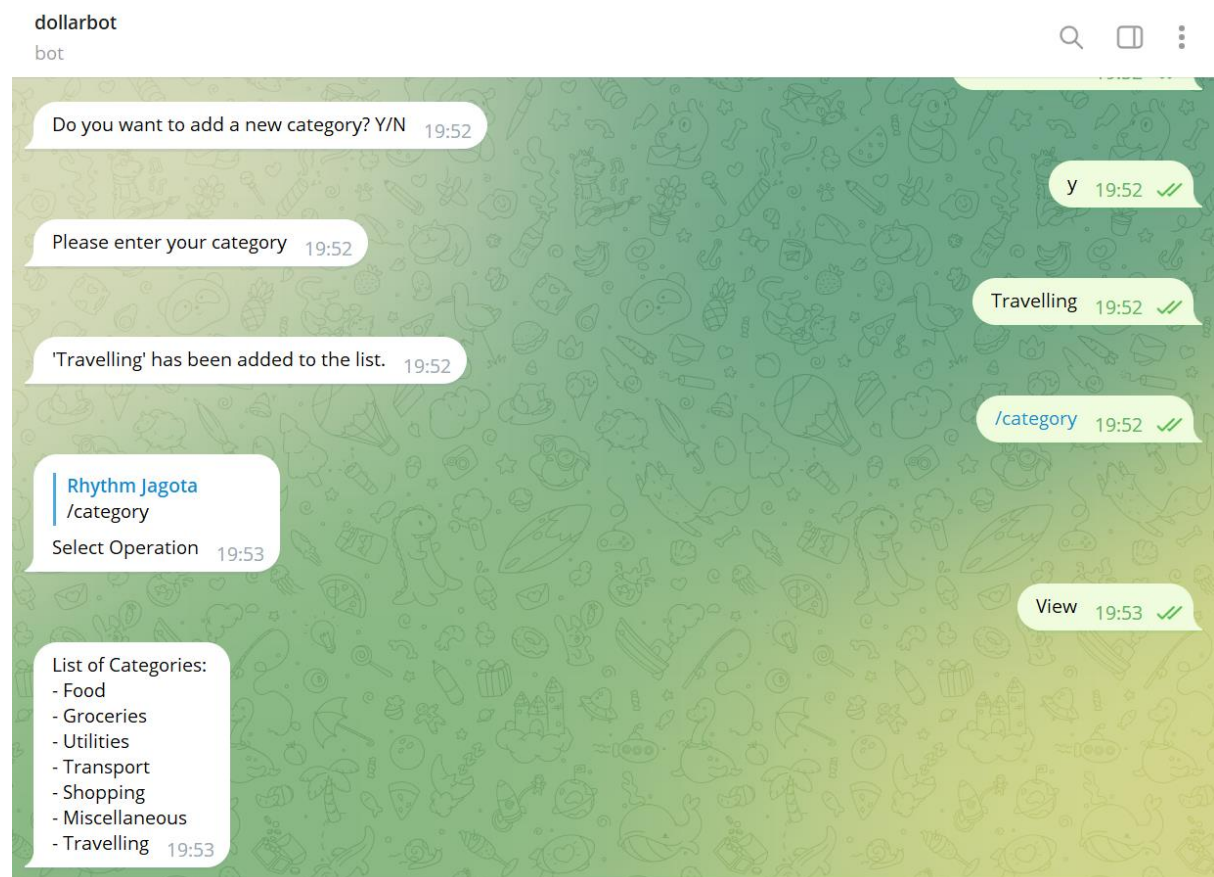 dollarbot
bot
Do you want to add a new category? Y/N 19:52
y 19:52
Please enter your category 19:52
Travelling 19:52
'Travelling' has been added to the list. 19:52
/category 19:52
Rhythm Jagota
/category
Select Operation 19:53
View 19:53
List of Categories:
- Food
- Groceries
- Utilities
- Transport
- Shopping
- Miscellaneous
- Travelling 19:53